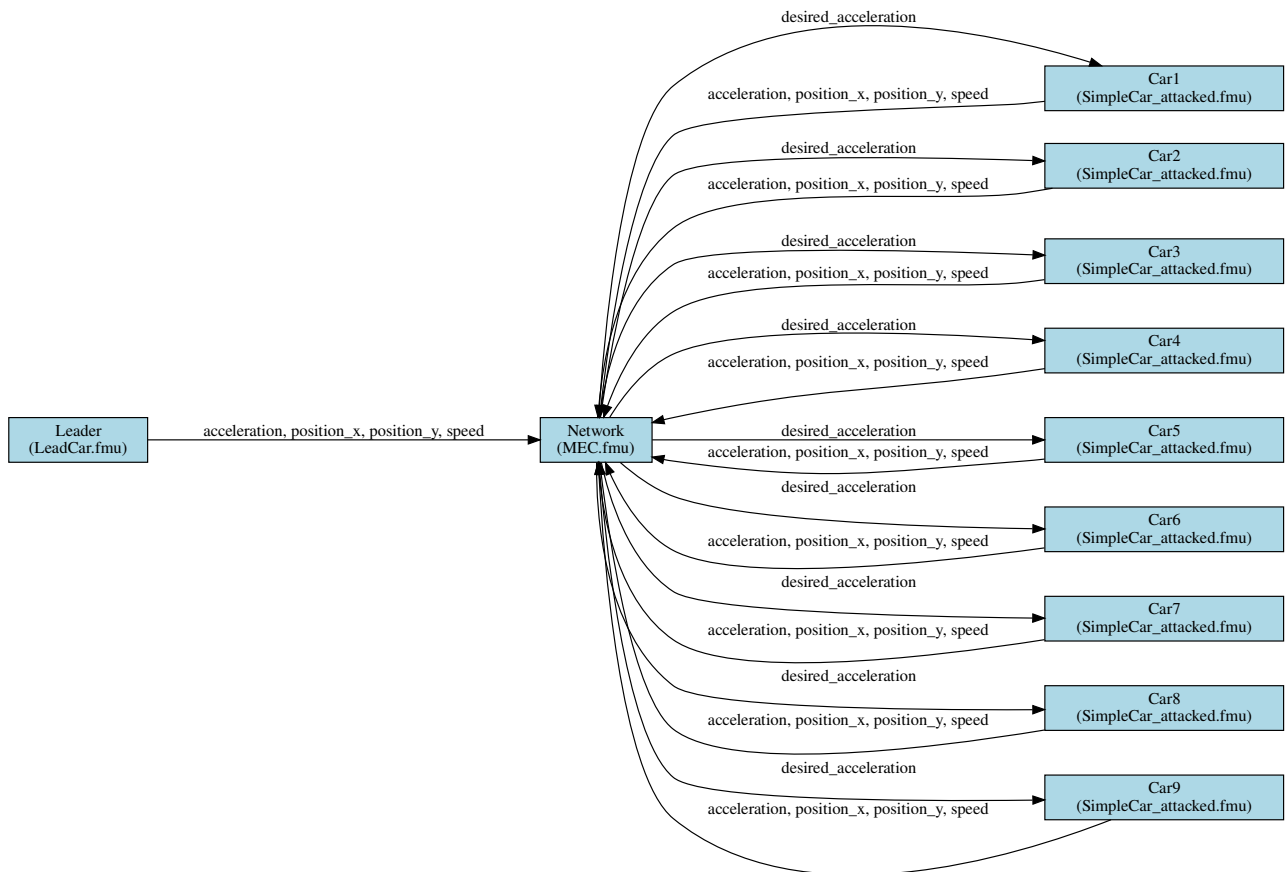 desired_acceleration
Car1
(SimpleCar_attacked.fmu)
acceleration, position_x, position_y, speed
Car2
(SimpleCar_attacked.fmu)
desired_acceleration
acceleration, position_x, position_y, speed
desired_acceleration
Car3
(SimpleCar_attacked.fmu)
acceleration, position_x, position_y, speed
desired_acceleration
Car4
(SimpleCar_attacked.fmu)
acceleration, position_x, position_y, speed
Leader
(LeadCar.fmu)
acceleration, position_x, position_y, speed
Network
(MEC.fmu)
desired_acceleration
Car5
(SimpleCar_attacked.fmu)
acceleration, position_x, position_y, speed
desired_acceleration
Car6
(SimpleCar_attacked.fmu)
acceleration, position_x, position_y, speed
desired_acceleration
Car7
(SimpleCar_attacked.fmu)
acceleration, position_x, position_y, speed
desired_acceleration
Car8
(SimpleCar_attacked.fmu)
acceleration, position_x, position_y, speed
desired_acceleration
Car9
(SimpleCar_attacked.fmu)
acceleration, position_x, position_y, speed